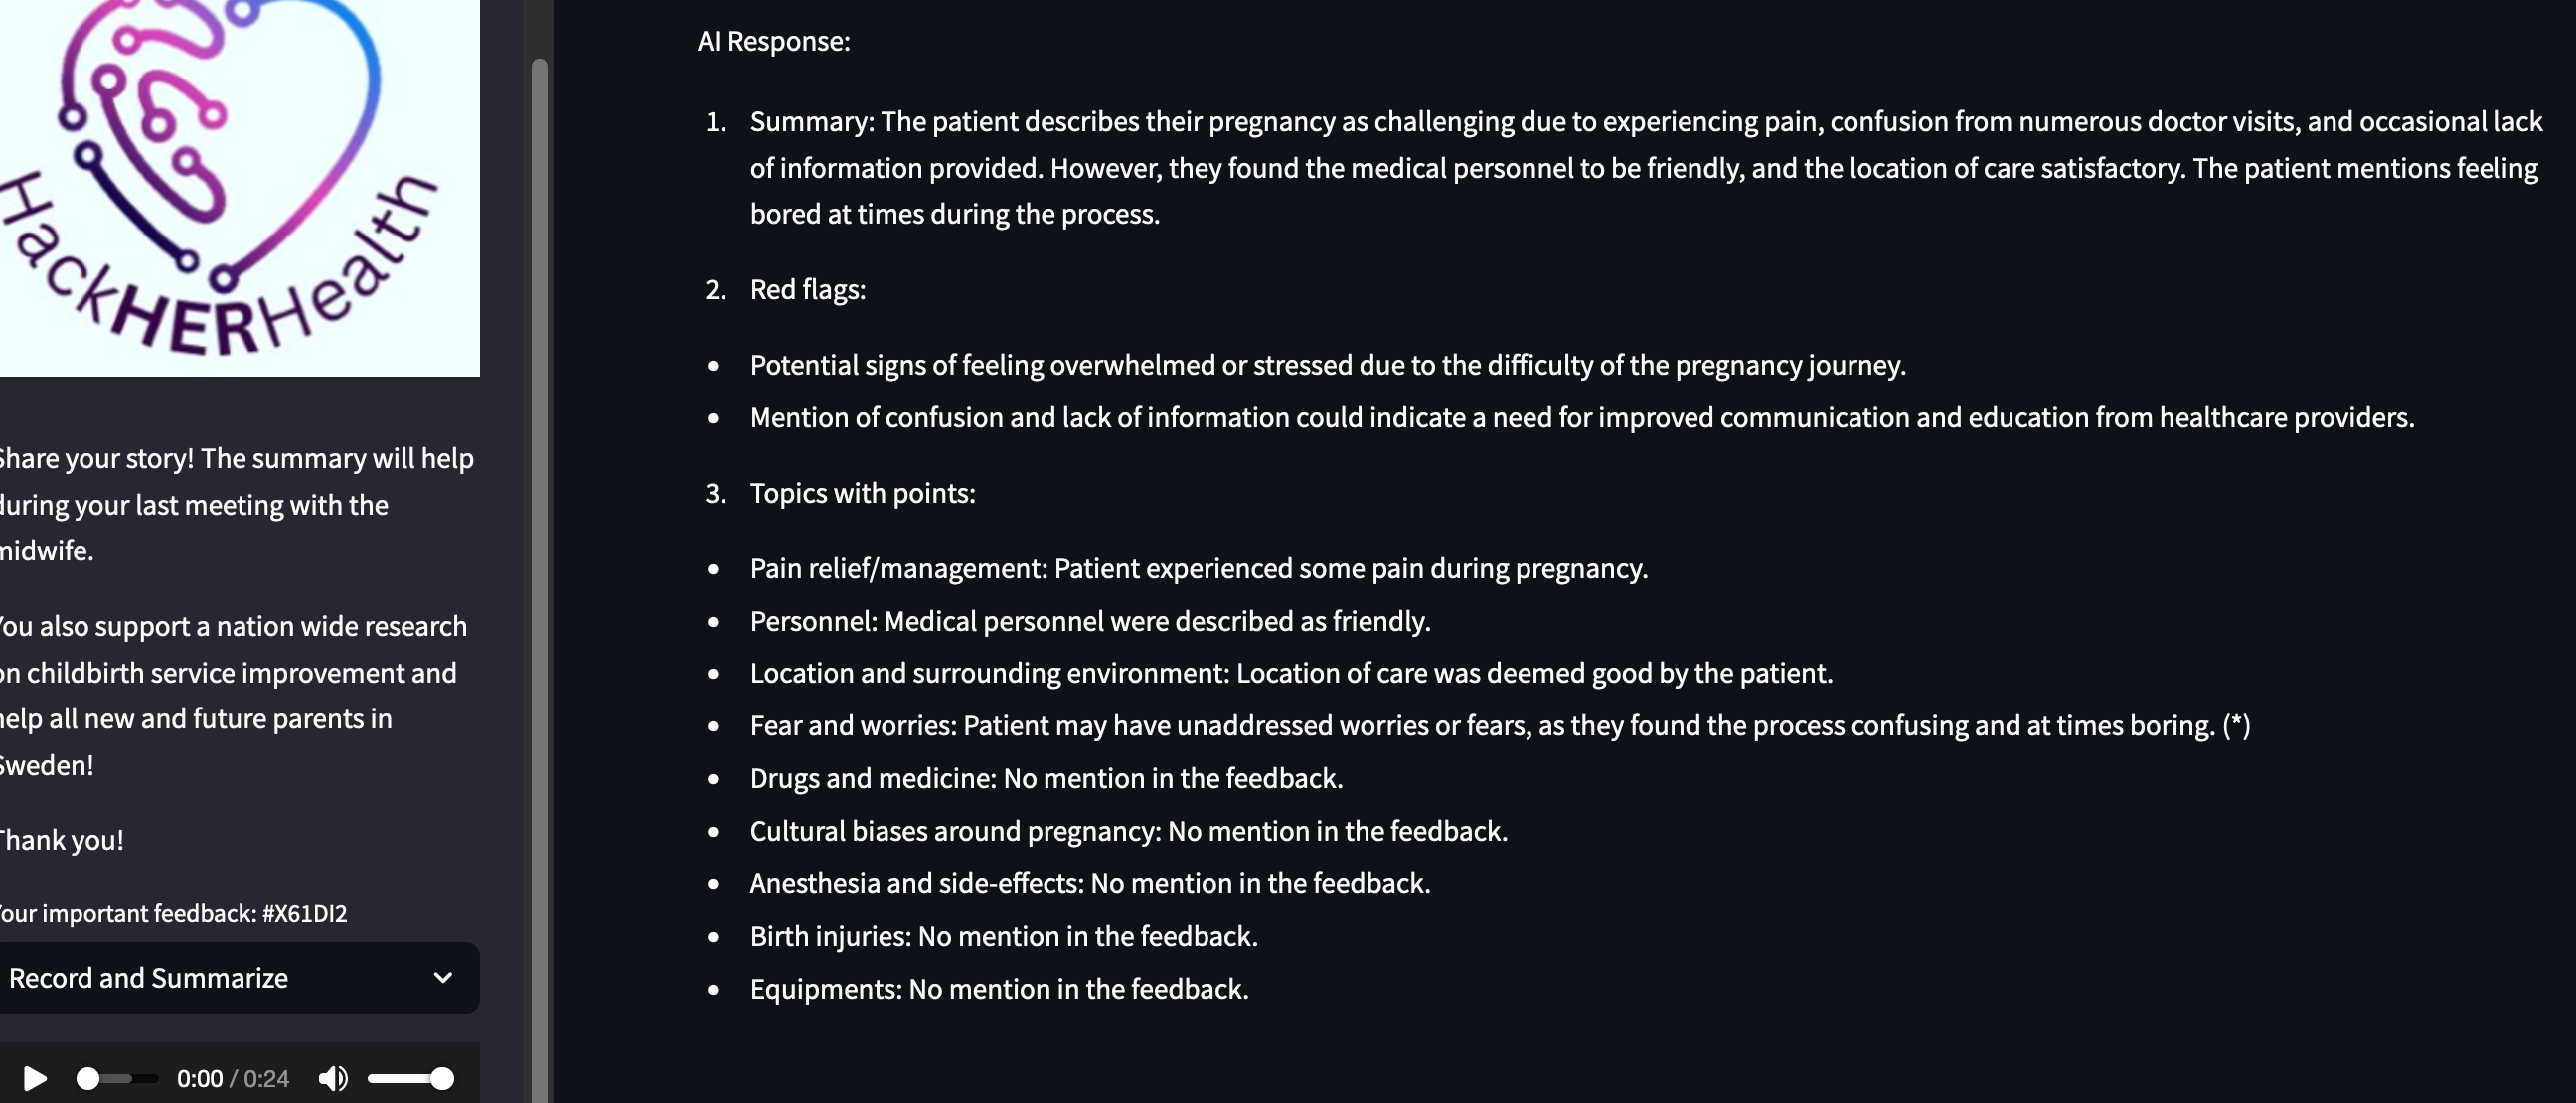 HackHERHealth
Share your story! The summary will help
during your last meeting with the
midwife.
You also support a nation wide research
on childbirth service improvement and
help all new and future parents in
Sweden!
Thank you!
Your important feedback: #X61DI2
Record and Summarize
0:00 / 0:24
AI Response:
1. Summary: The patient describes their pregnancy as challenging due to experiencing pain, confusion from numerous doctor visits, and occasional lack
of information provided. However, they found the medical personnel to be friendly, and the location of care satisfactory. The patient mentions feeling
bored at times during the process.
2. Red flags:
• Potential signs of feeling overwhelmed or stressed due to the difficulty of the pregnancy journey.
• Mention of confusion and lack of information could indicate a need for improved communication and education from healthcare providers.
3. Topics with points:
• Pain relief/management: Patient experienced some pain during pregnancy.
• Personnel: Medical personnel were described as friendly.
• Location and surrounding environment: Location of care was deemed good by the patient.
• Fear and worries: Patient may have unaddressed worries or fears, as they found the process confusing and at times boring. (*)
• Drugs and medicine: No mention in the feedback.
• Cultural biases around pregnancy: No mention in the feedback.
• Anesthesia and side-effects: No mention in the feedback.
• Birth injuries: No mention in the feedback.
• Equipments: No mention in the feedback.